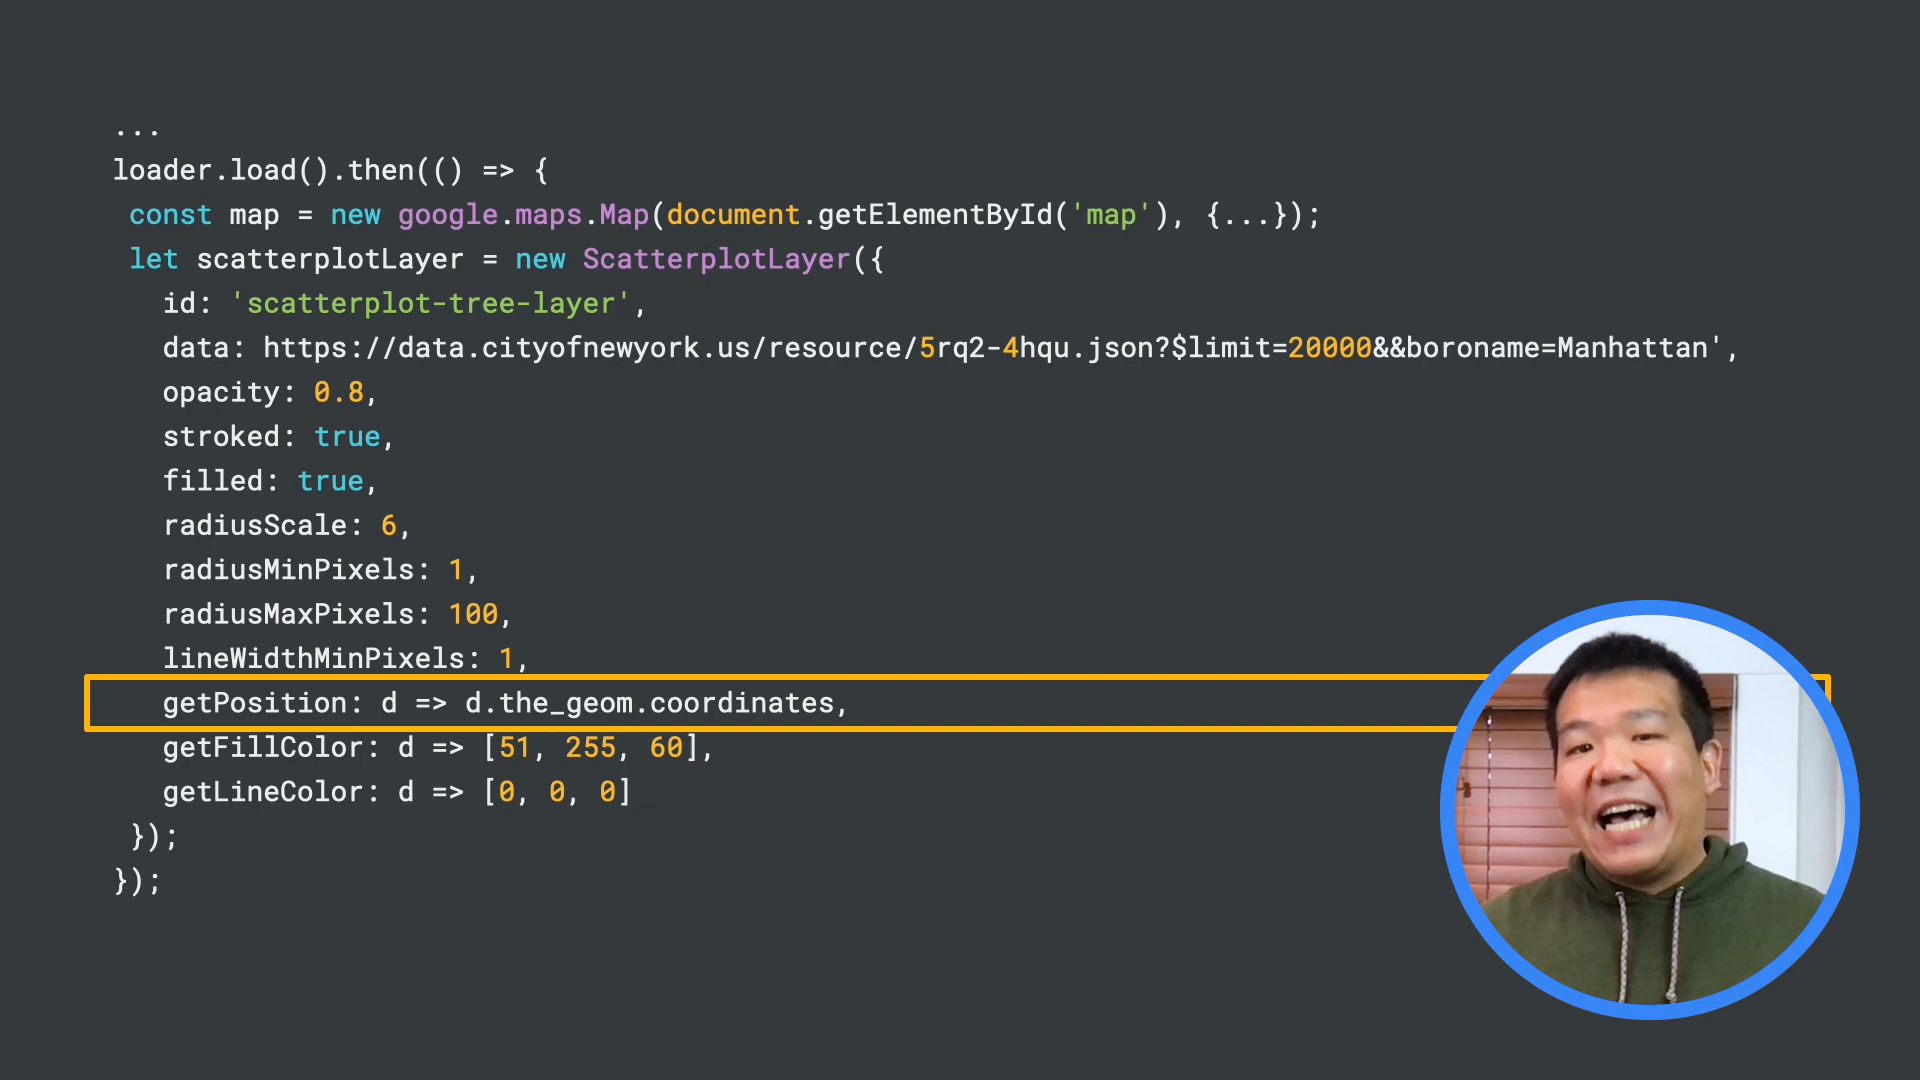 ...
loader.load().then(() => {
const map = new google.maps.Map(document.getElementById('map'), {...});
let scatterplotLayer = new ScatterplotLayer({
id: 'scatterplot-tree-layer',
data: https://data.cityofnewyork.us/resource/5rq2-4hqu.json?$limit=20000&&boroname=Manhattan',
opacity: 0.8,
stroked: true,
filled: true,
radiusScale: 6,
radiusMinPixels: 1,
radiusMaxPixels: 100,
lineWidthMinPixels: 1,
getPosition: d => d.the_geom.coordinates,
getFillColor: d => [51, 255, 60],
getLineColor: d => [0, 0, 0]
});
});